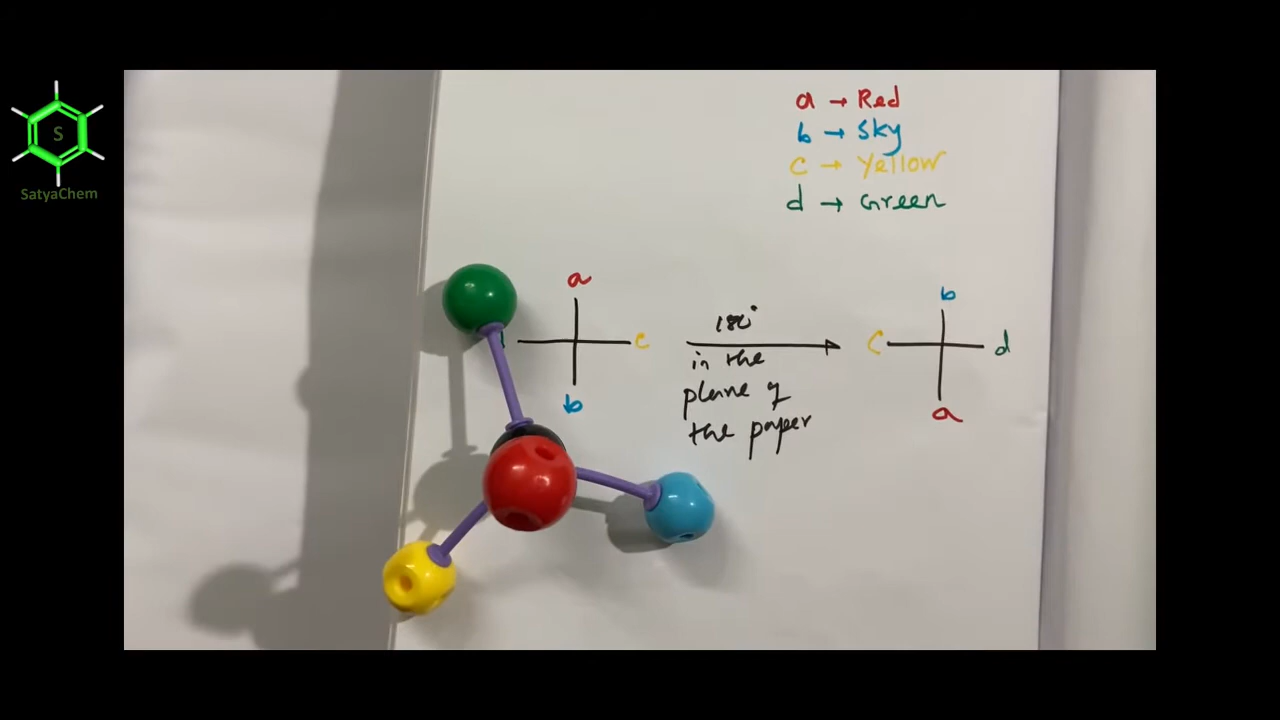 S
SatyaChem
a → Red
b → Sky
c → Yellow
d → Green
a
c
b
180°
in the
plane of
the paper
b
c
d
a